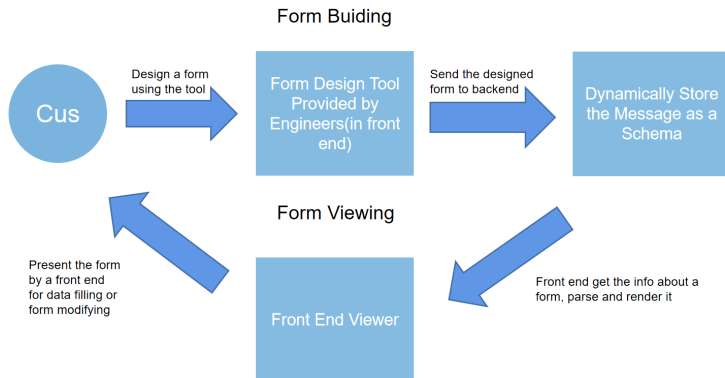 Form Buiding
Cus
Design a form
using the tool
Form Design Tool
Provided by
Engineers(in front
end)
Send the designed
form to backend
Dynamically Store
the Message as a
Schema
Form Viewing
Present the form
by a front end
for data filling or
form modifying
Front End Viewer
Front end get the info about a
form, parse and render it